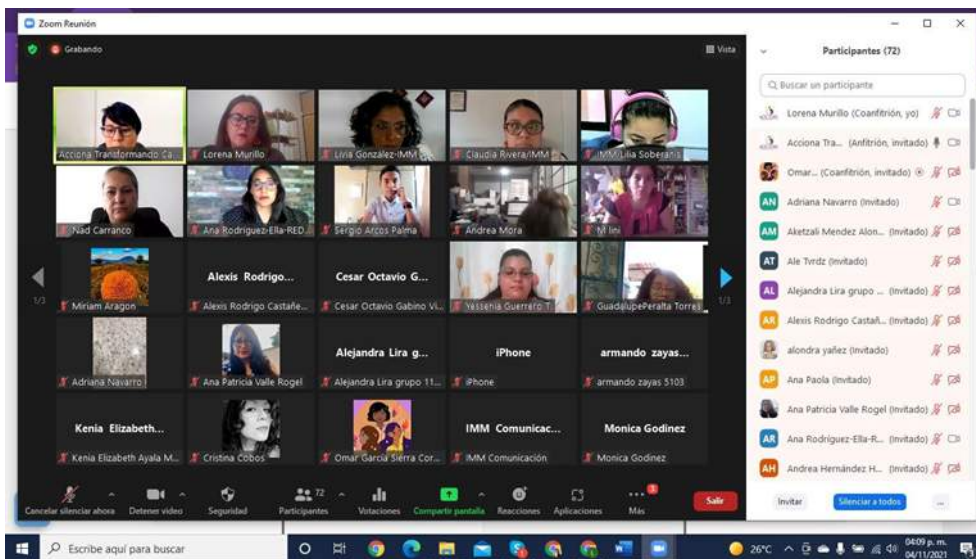 Zoom Reunión
Grabando
Vista
Acciona Transformando Ca...
Lorena Murillo
Livia González-IMM
Claudia Rivera/IMM
IMM Lilia Soberanis
Nad Carranco
Ana Rodriguez-Ella-RED...
Sergio Arcos Palma
Andrea Mora
M lini
Miriam Aragon
Alexis Rodrigo...
Alexis Rodrigo Castañe...
Cesar Octavio G...
Cesar Octavio Gabino Vi...
Yessenia Guerrero T.
GuadalupePeralta Torres
1/3
1/3
Adriana Navarro
Ana Patricia Valle Rogel
Alejandra Lira g...
Alejandra Lira grupo 11...
iPhone
iPhone
armando zayas...
armando zayas 5103
Kenia Elizabeth...
Kenia Elizabeth Ayala M...
Cristina Cobos
Omar García Sierra Cor...
IMM Comunicac...
IMM Comunicación
Monica Godinez
Monica Godinez
Cancelar silenciar ahora
Detener video
Seguridad
72
Participantes
Votaciones
Compartir pantalla
Reacciones
Aplicaciones
Más
Salir
Participantes (72)
Buscar un participante
Lorena Murillo (Coanfitrión, yo)
Acciona Tra... (Anfitrión, invitado)
Omar... (Coanfitrión, invitado)
AN Adriana Navarro (Invitado)
AM Aketzali Mendez Alon... (Invitado)
AT Ale Tvrdz (Invitado)
AL Alejandra Lira grupo ... (Invitado)
AR Alexis Rodrigo Castañ... (Invitado)
alondra yañez (Invitado)
AP Ana Paola (Invitado)
Ana Patricia Valle Rogel (Invitado)
AR Ana Rodríguez-Ella-R... (Invitado)
AH Andrea Hernández H... (Invitado)
Invitar
Silenciar a todos
...
Escribe aquí para buscar
26°C
04:09 p. m.
04/11/2021